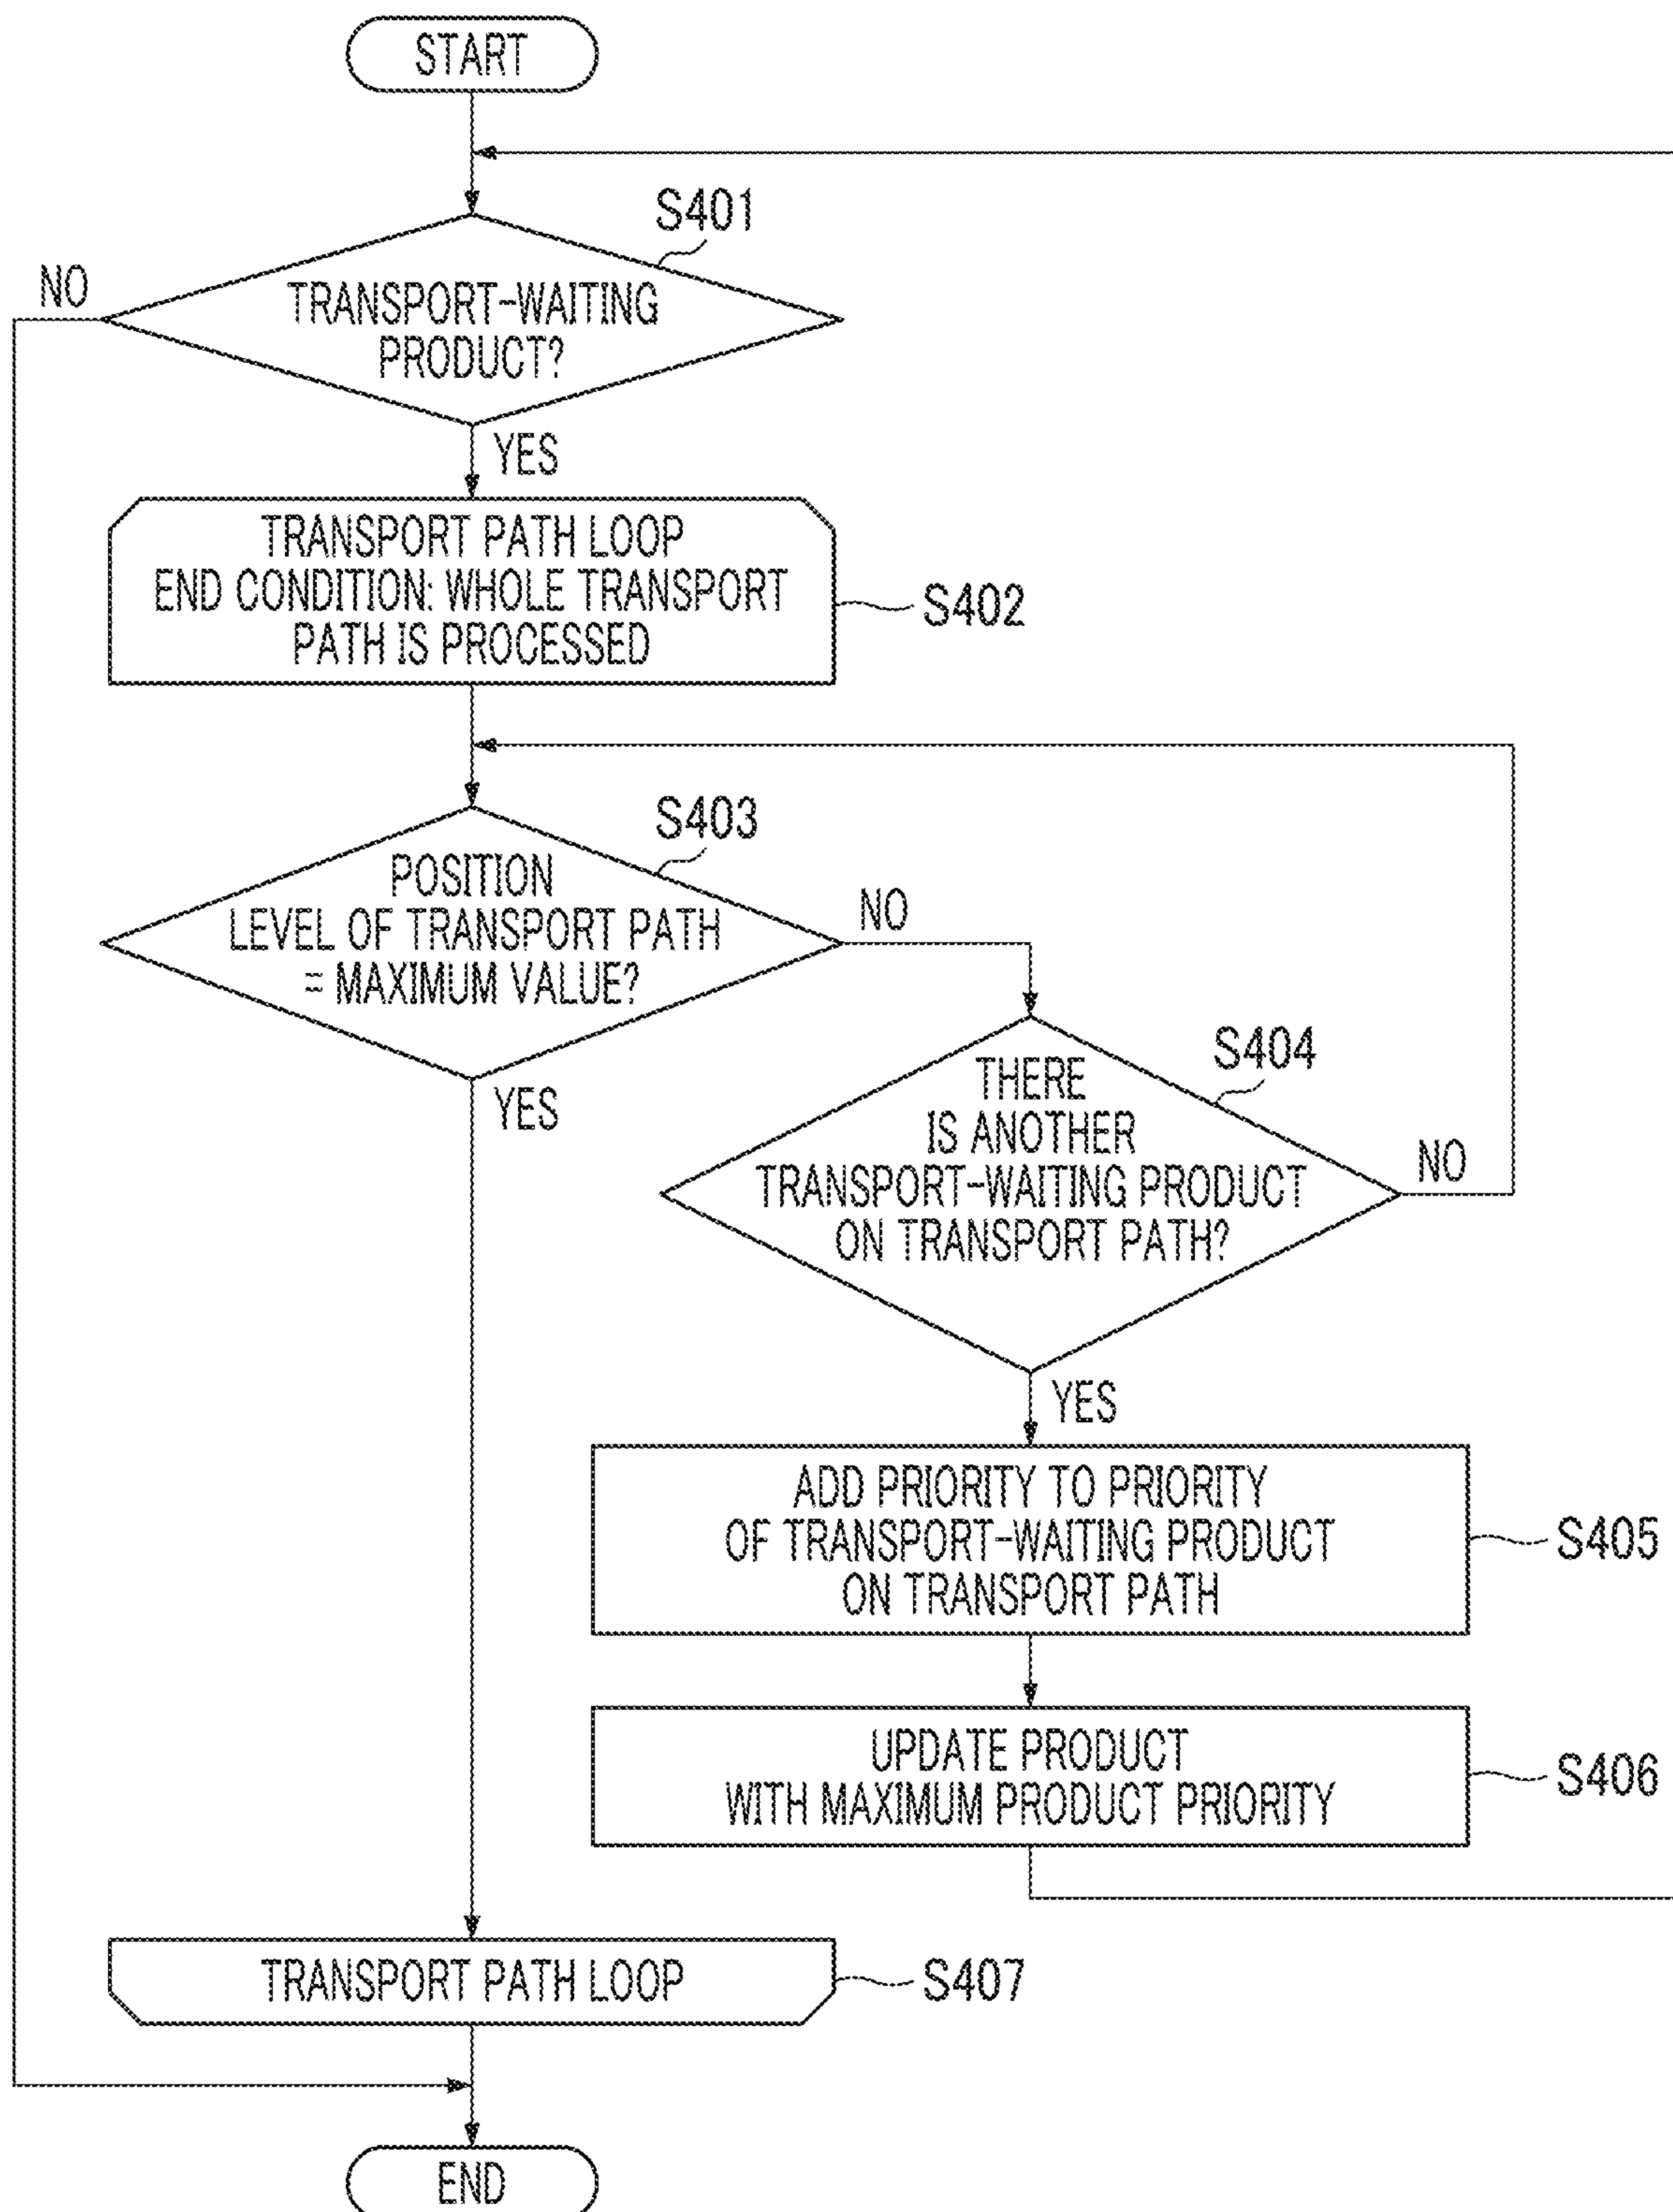 START
S401
NO
TRANSPORT-WAITING
PRODUCT?
YES
TRANSPORT PATH LOOP
END CONDITION: WHOLE TRANSPORT
PATH IS PROCESSED
S402
S403
POSITION
LEVEL OF TRANSPORT PATH
= MAXIMUM VALUE?
NO
YES
S404
THERE
IS ANOTHER
TRANSPORT-WAITING PRODUCT
ON TRANSPORT PATH?
NO
YES
ADD PRIORITY TO PRIORITY
OF TRANSPORT-WAITING PRODUCT
ON TRANSPORT PATH
S405
UPDATE PRODUCT
WITH MAXIMUM PRODUCT PRIORITY
S406
TRANSPORT PATH LOOP
S407
END